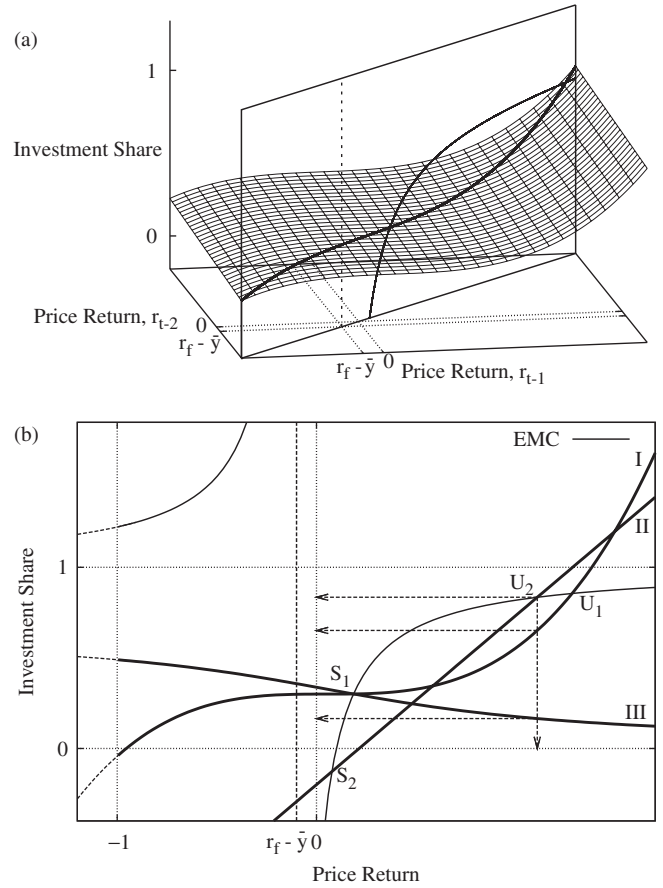 (a)
1
Investment Share
0
Price Return, r_{t-2}
0
r_f - ȳ
r_f - ȳ
0
Price Return, r_{t-1}
(b)
EMC
I
II
1
U_2
U_1
Investment Share
S_1
III
0
S_2
−1
r_f - ȳ
0
Price Return